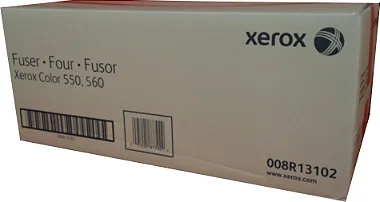 xerox
Fuser • Four • Fusor
Xerox Color 550, 560
008R13102
www.xerox.com